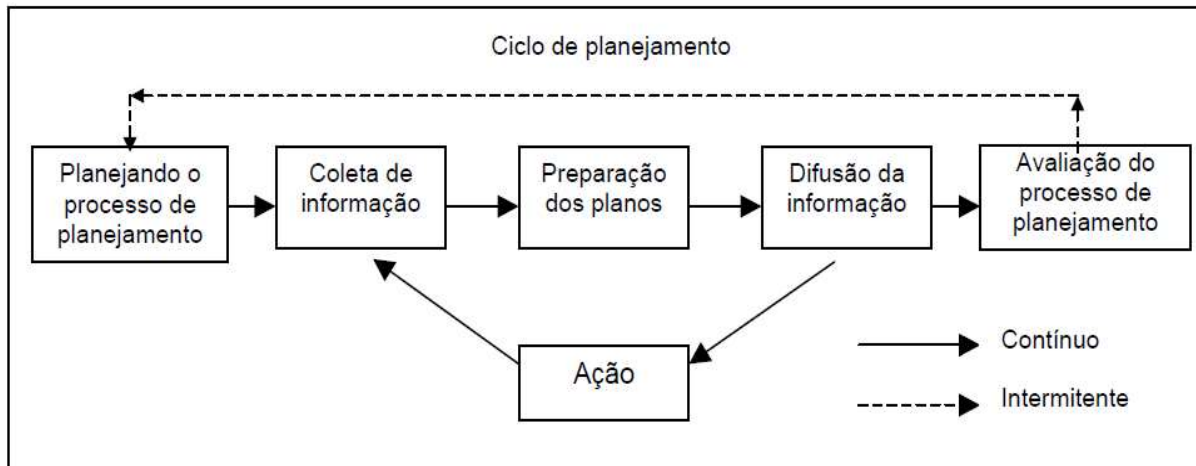 Ciclo de planejamento
Planejando o
processo de
planejamento
Coleta de
informação
Preparação
dos planos
Difusão da
informação
Avaliação do
processo de
planejamento
Ação
Contínuo
Intermitente